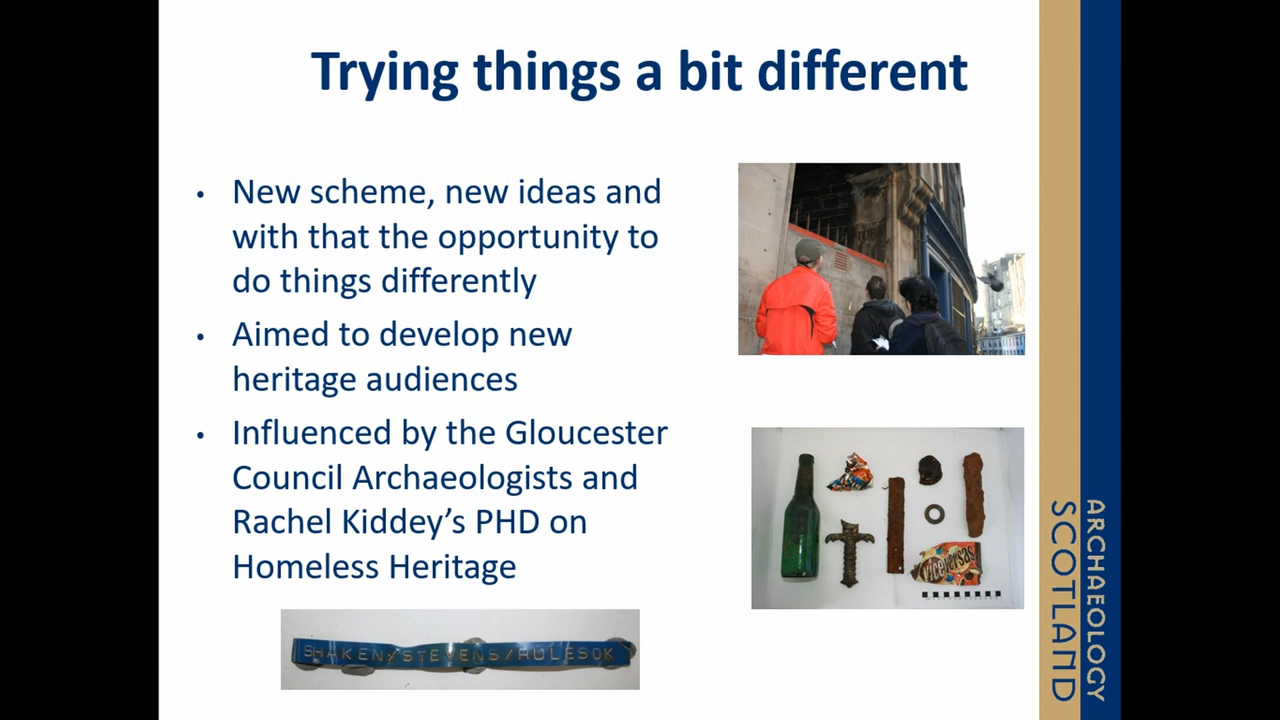 Trying things a bit different
• New scheme, new ideas and
with that the opportunity to
do things differently
• Aimed to develop new
heritage audiences
• Influenced by the Gloucester
Council Archaeologists and
Rachel Kiddey’s PHD on
Homeless Heritage
SHAKEN/STEVENS/RULESOK
viceversas
ARCHAEOLOGY
SCOTLAND